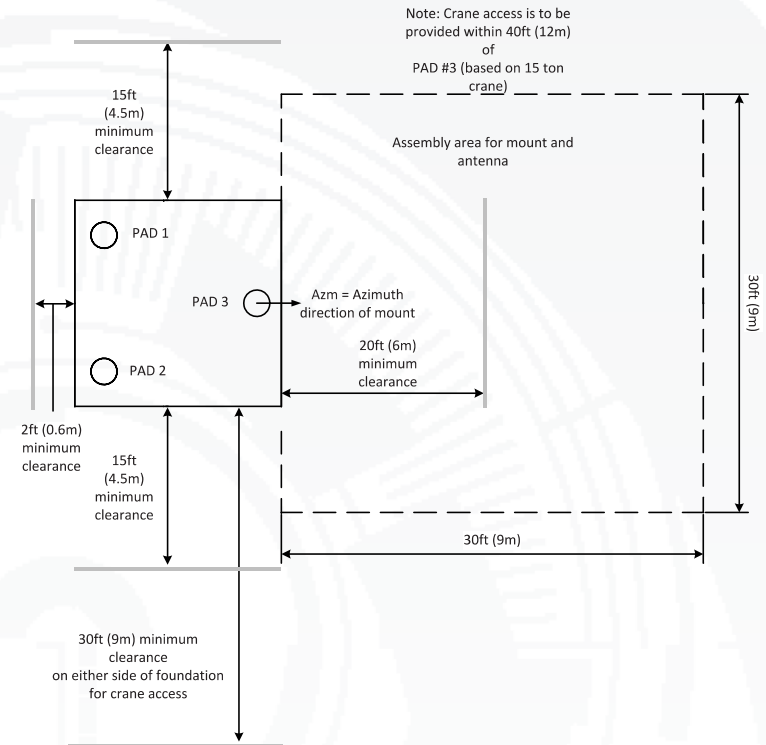 Note: Crane access is to be
provided within 40ft (12m)
of
PAD #3 (based on 15 ton
crane)
15ft
(4.5m)
minimum
clearance
Assembly area for mount and
antenna
PAD 1
PAD 3
Azm = Azimuth
direction of mount
30ft (9m)
20ft (6m)
minimum
clearance
PAD 2
2ft (0.6m)
minimum
clearance
15ft
(4.5m)
minimum
clearance
30ft (9m)
30ft (9m) minimum
clearance
on either side of foundation
for crane access